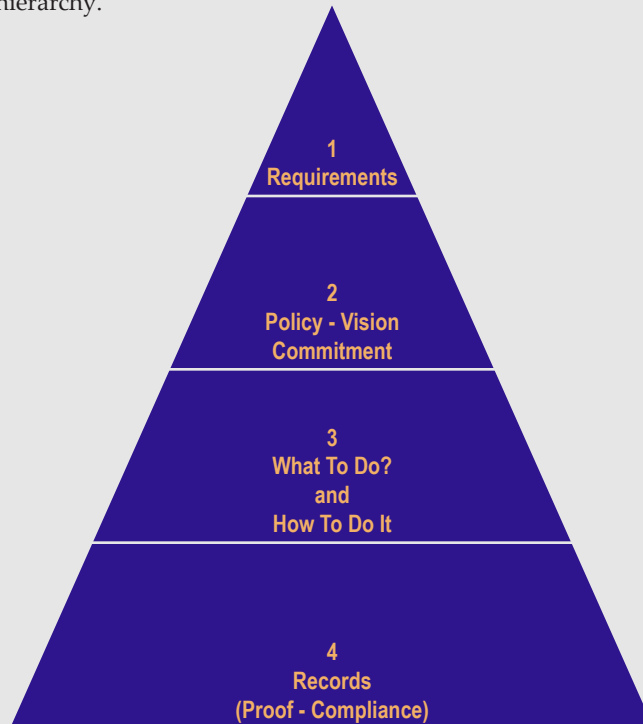 hierarchy.
1
Requirements
2
Policy - Vision
Commitment
3
What To Do?
and
How To Do It
4
Records
(Proof - Compliance)